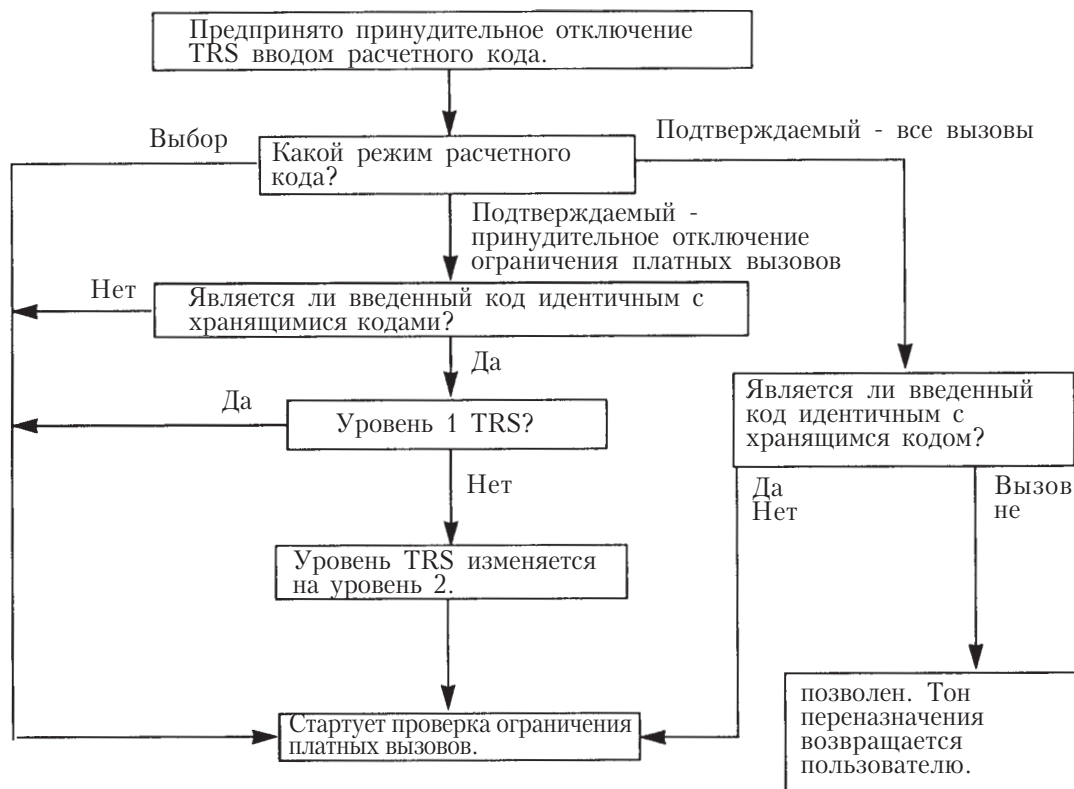 Предпринято принудительное отключение
TRS вводом расчетного кода.
Выбор
Подтверждаемый - все вызовы
Какой режим расчетного
кода?
Подтверждаемый -
принудительное отключение
ограничения платных вызовов
Нет
Является ли введенный код идентичным с
хранящимися кодами?
Да
Является ли введенный
код идентичным с
хранящимся кодом?
Да
Уровень 1 TRS?
Нет
Да
Нет
Вызов
не
Уровень TRS изменяется
на уровень 2.
Стартует проверка ограничения
платных вызовов.
позволен. Тон
переназначения
возвращается
пользователю.